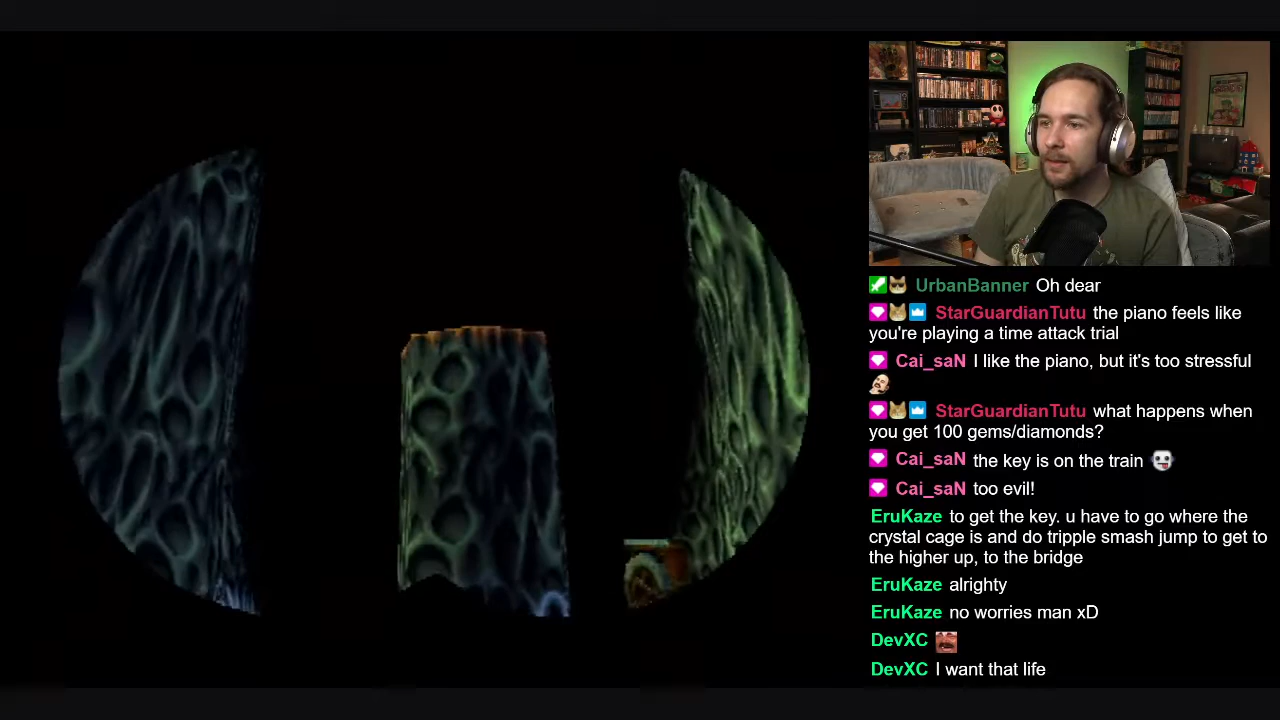 UrbanBanner Oh dear
StarGuardianTutu the piano feels like
you're playing a time attack trial
Cai_saN I like the piano, but it's too stressful
StarGuardianTutu what happens when
you get 100 gems/diamonds?
Cai_saN the key is on the train
Cai_saN too evil!
EruKaze to get the key. u have to go where the
crystal cage is and do tripple smash jump to get to
the higher up, to the bridge
EruKaze alrighty
EruKaze no worries man xD
DevXC
DevXC I want that life